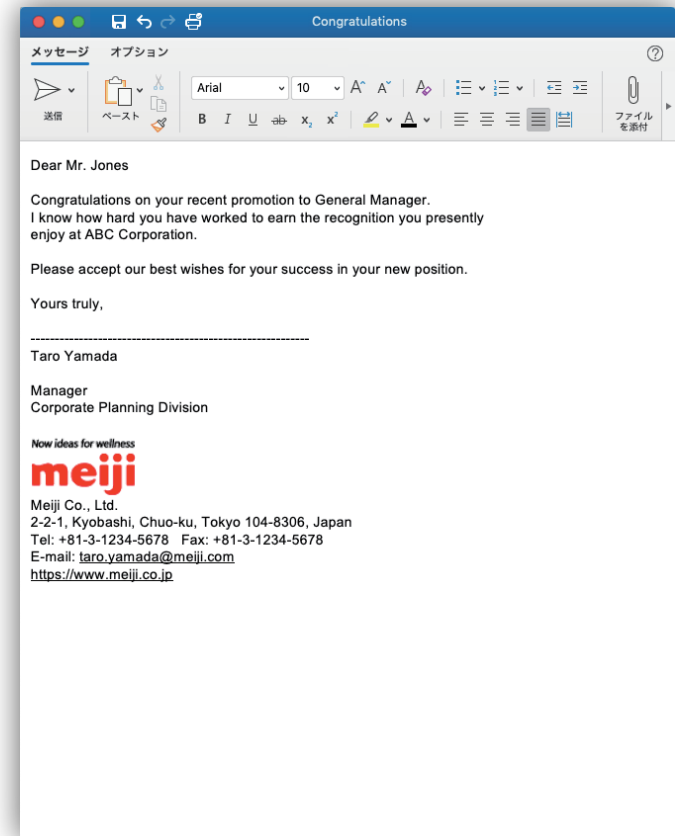 Congratulations
メッセージ オプション
送信
ペースト
Arial 10
ファイル
を添付
Dear Mr. Jones
Congratulations on your recent promotion to General Manager.
I know how hard you have worked to earn the recognition you presently
enjoy at ABC Corporation.
Please accept our best wishes for your success in your new position.
Yours truly,
----------------------------------------------------------
Taro Yamada
Manager
Corporate Planning Division
Now ideas for wellness
meiji
Meiji Co., Ltd.
2-2-1, Kyobashi, Chuo-ku, Tokyo 104-8306, Japan
Tel: +81-3-1234-5678 Fax: +81-3-1234-5678
E-mail: taro.yamada@meiji.com
https://www.meiji.co.jp